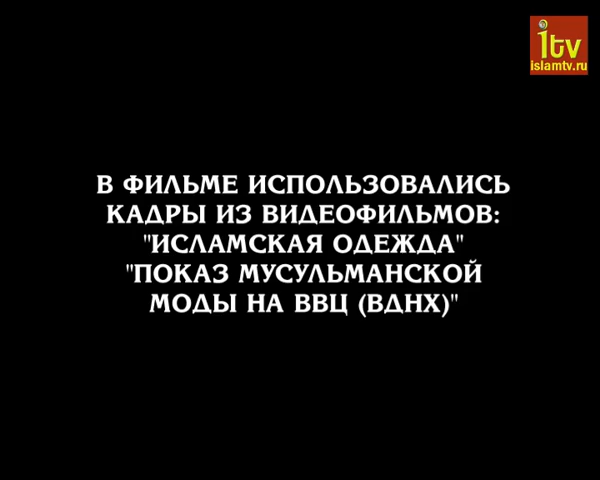 itv
islamtv.ru
В ФИЛЬМЕ ИСПОЛЬЗОВАЛИСЬ
КАДРЫ ИЗ ВИДЕОФИЛЬМОВ:
"ИСЛАМСКАЯ ОДЕЖДА"
"ПОКАЗ МУСУЛЬМАНСКОЙ
МОДЫ НА ВВЦ (ВДНХ)"